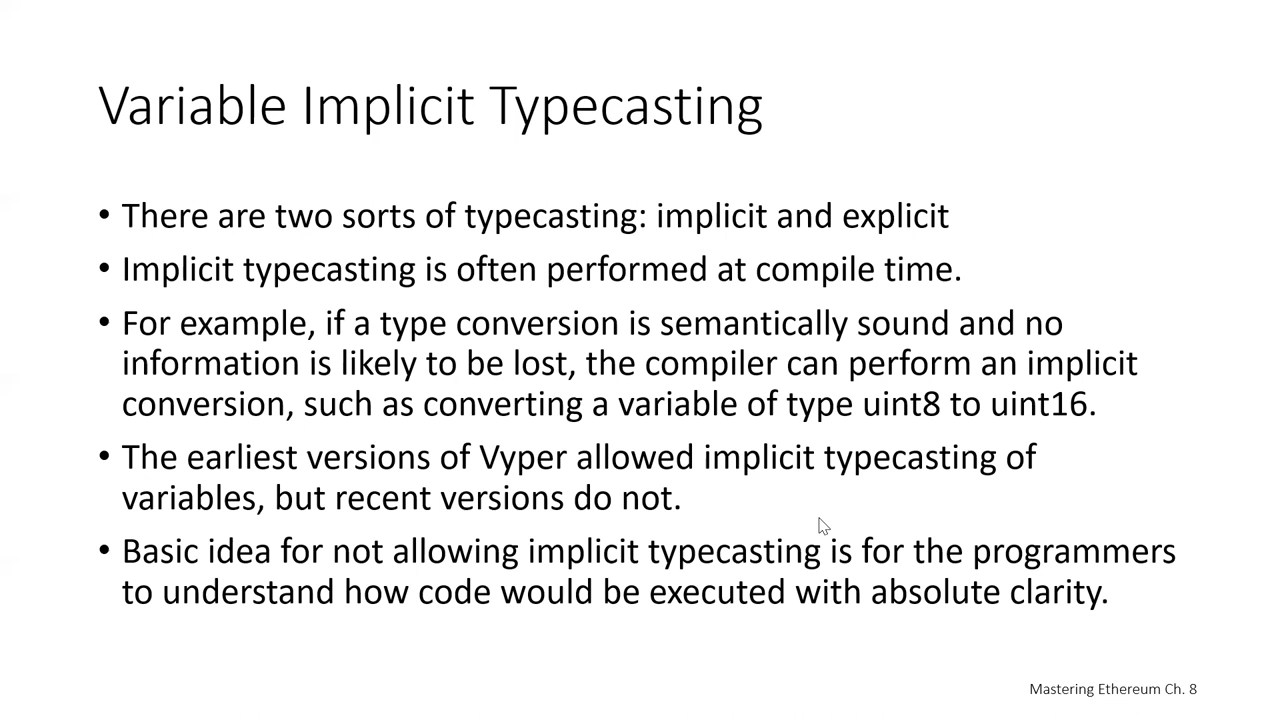 Variable Implicit Typecasting
• There are two sorts of typecasting: implicit and explicit
• Implicit typecasting is often performed at compile time.
• For example, if a type conversion is semantically sound and no
information is likely to be lost, the compiler can perform an implicit
conversion, such as converting a variable of type uint8 to uint16.
• The earliest versions of Vyper allowed implicit typecasting of
variables, but recent versions do not.
• Basic idea for not allowing implicit typecasting is for the programmers
to understand how code would be executed with absolute clarity.
Mastering Ethereum Ch. 8